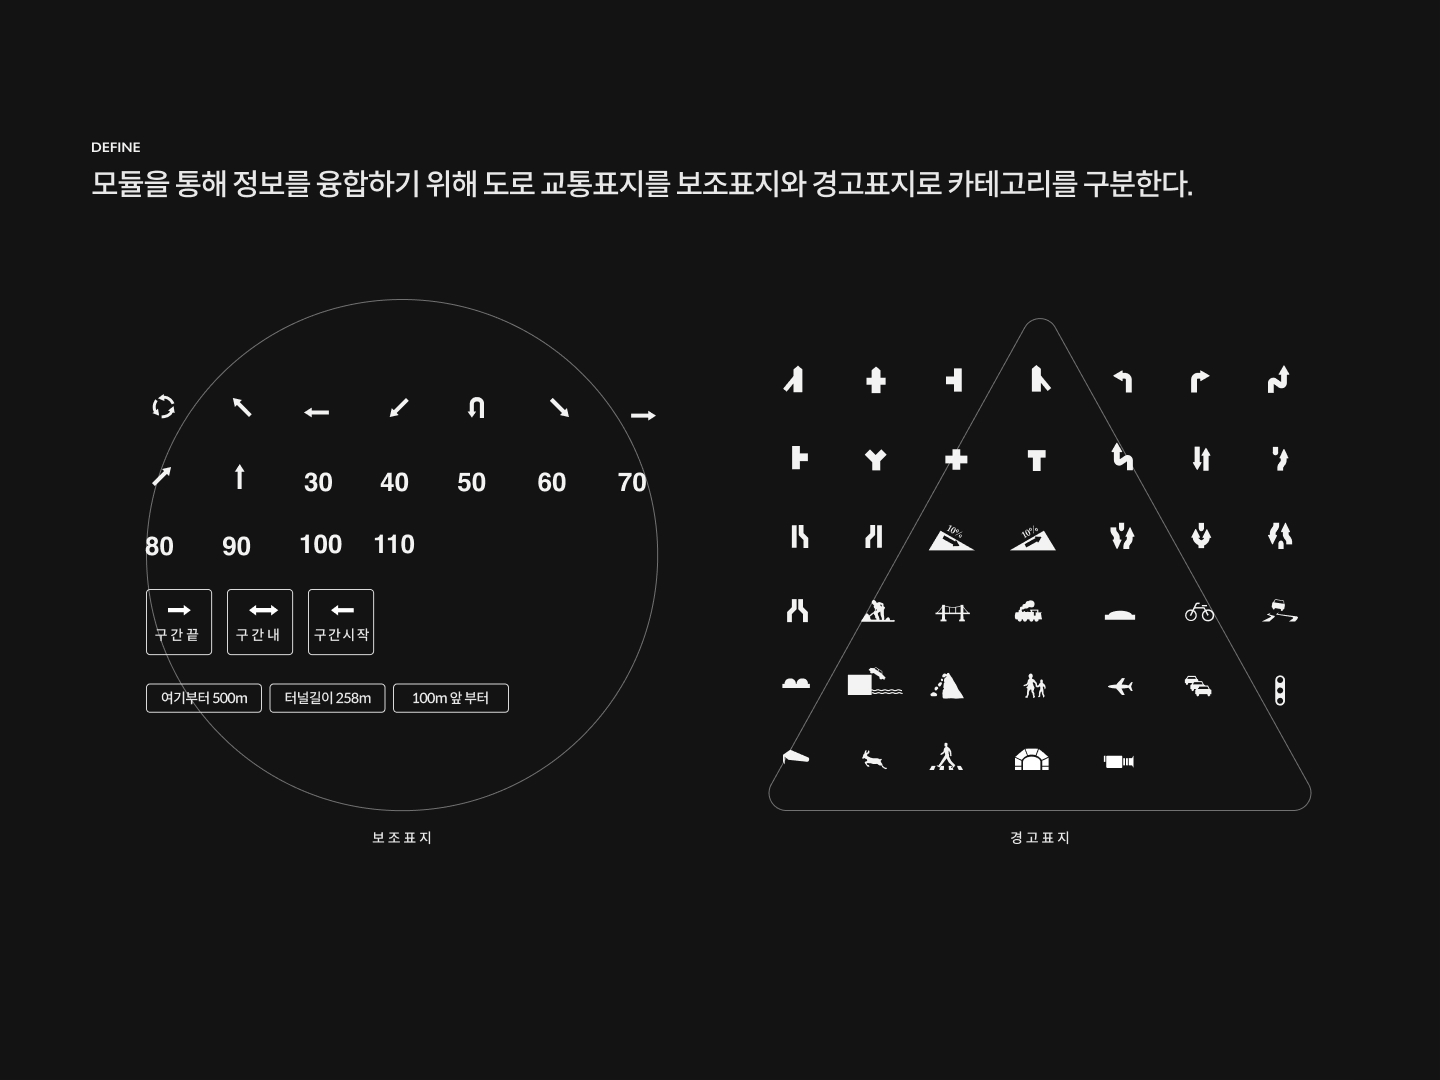 DEFINE
모듈을 통해 정보를 융합하기 위해 도로 교통표지를 보조표지와 경고표지로 카테고리를 구분한다.
30 40 50 60 70
80 90 100 110
10% 10%
구간끝 구간내 구간시작
여기부터 500m 터널길이 258m 100m 앞 부터
보조표지 경고표지